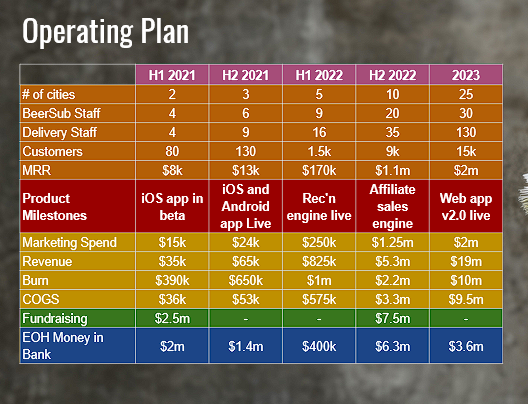 Operating Plan
H1 2021 H2 2021 H1 2022 H2 2022 2023
# of cities 2 3 5 10 25
BeerSub Staff 4 6 9 20 30
Delivery Staff 4 9 16 35 130
Customers 80 130 1.5k 9k 15k
MRR $8k $13k $170k $1.1m $2m
Product Milestones iOS app in beta iOS and Android app Live Rec'n engine live Affiliate sales engine Web app v2.0 live
Marketing Spend $15k $24k $250k $1.25m $2m
Revenue $35k $65k $825k $5.3m $19m
Burn $390k $650k $1m $2.2m $10m
COGS $36k $53k $575k $3.3m $9.5m
Fundraising $2.5m - - $7.5m -
EOH Money in Bank $2m $1.4m $400k $6.3m $3.6m